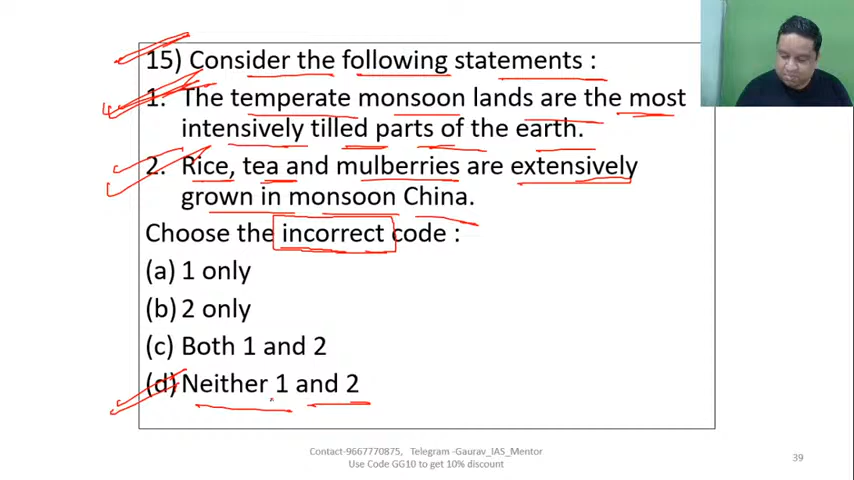 15) Consider the following statements :
1. The temperate monsoon lands are the most
intensively tilled parts of the earth.
2. Rice, tea and mulberries are extensively
grown in monsoon China.
Choose the incorrect code :
(a) 1 only
(b) 2 only
(c) Both 1 and 2
(d) Neither 1 and 2
Contact-9667770875, Telegram -Gaurav_IAS_Mentor
Use Code GG10 to get 10% discount
39